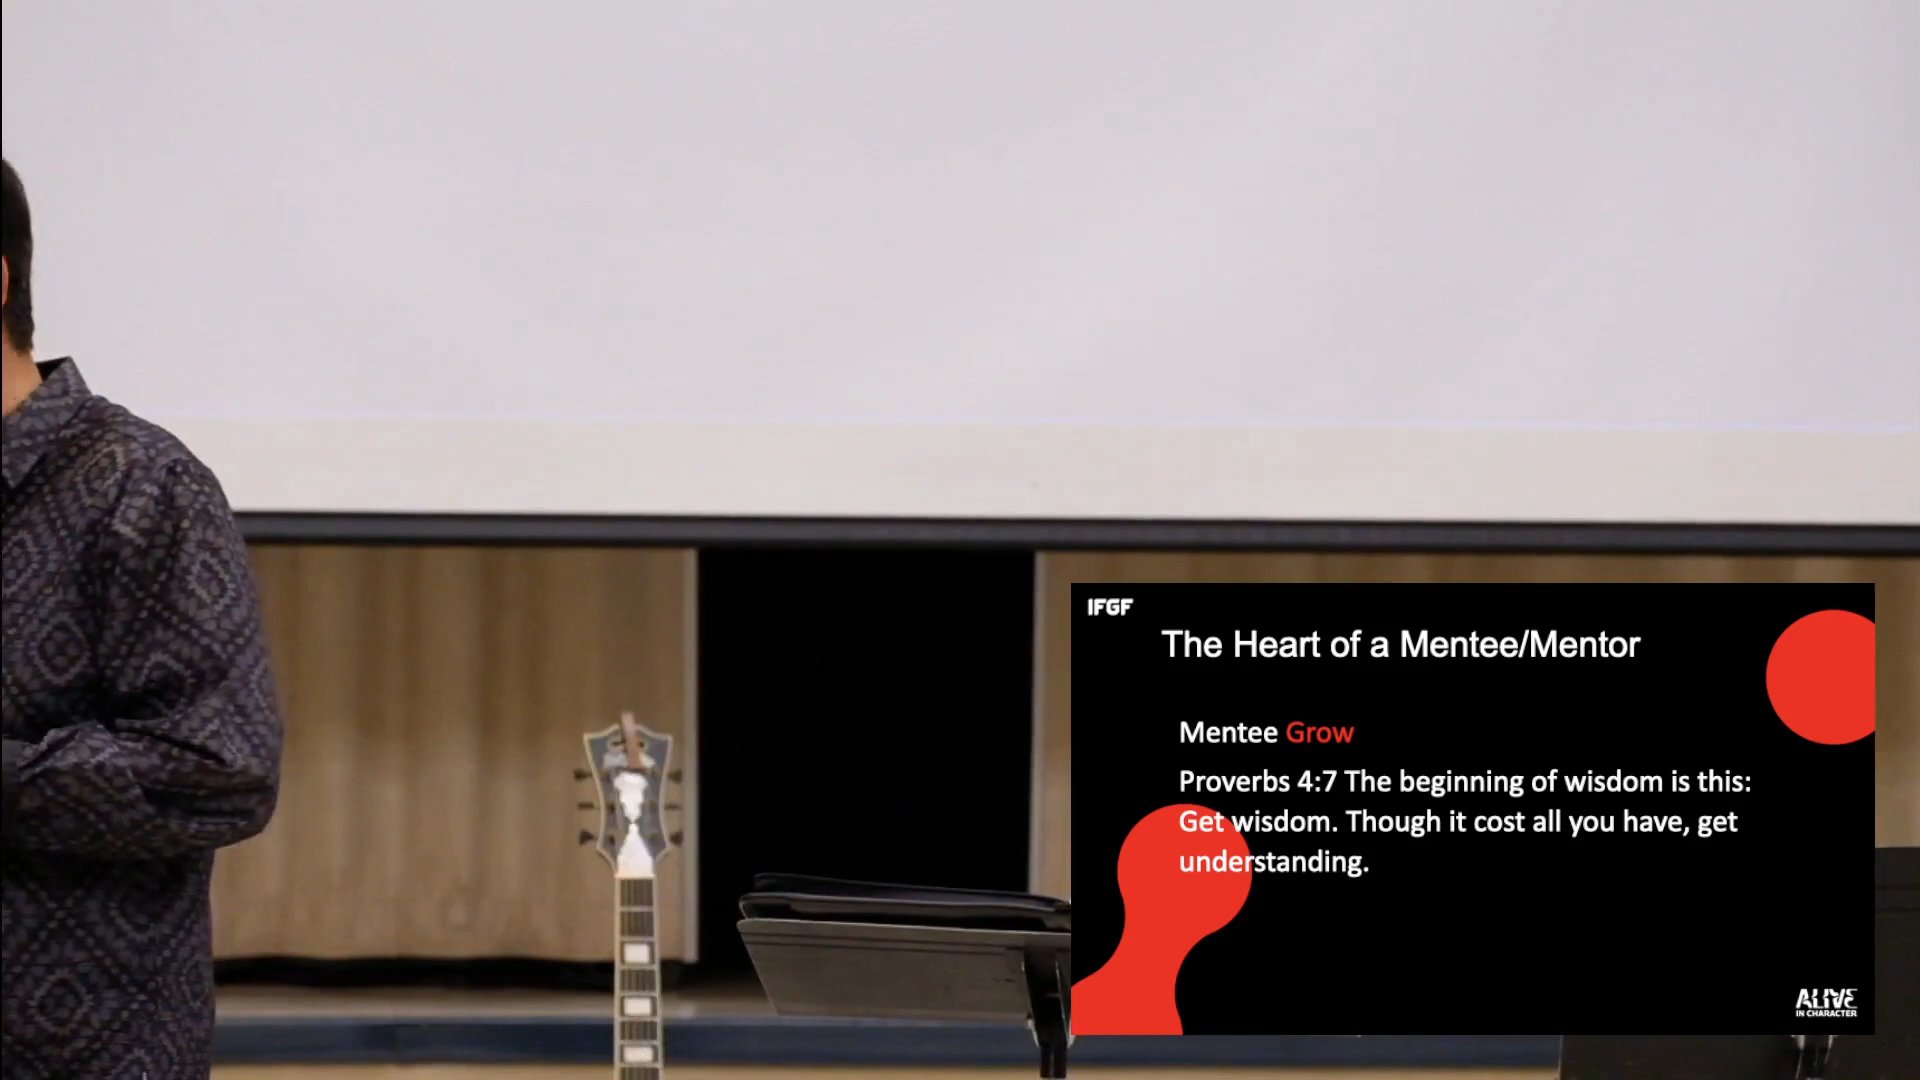 IFGF
The Heart of a Mentee/Mentor
Mentee Grow
Proverbs 4:7 The beginning of wisdom is this:
Get wisdom. Though it cost all you have, get
understanding.
ALIVE
IN CHARACTER